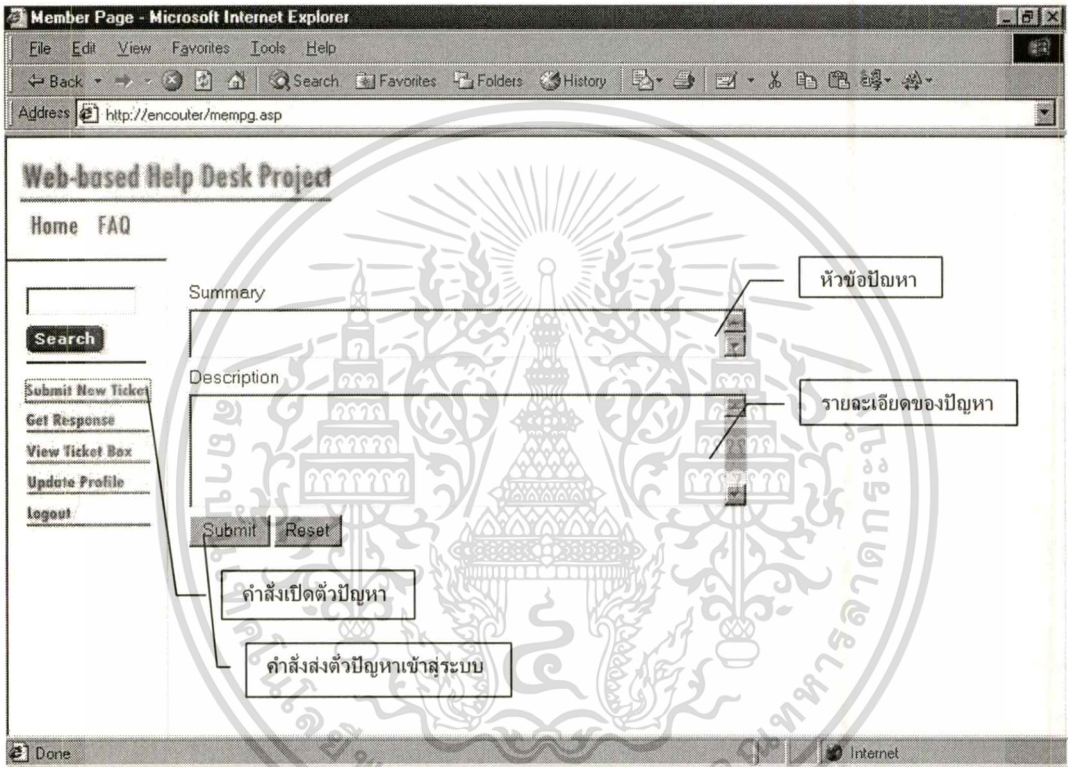 Member Page - Microsoft Internet Explorer
File Edit View Favorites Tools Help
Back Search Favorites Folders History
Address http://encouter/mempg.asp
Web-based Help Desk Project
Home FAQ
หัวข้อปัญหา
Summary
Search
Description
Submit New Ticket
รายละเอียดของปัญหา
Get Response
View Ticket Box
Update Profile
Logout
Submit Reset
คำสั่งเปิดตั๋วปัญหา
คำสั่งส่งตั๋วปัญหาเข้าสู่ระบบ
Done Internet